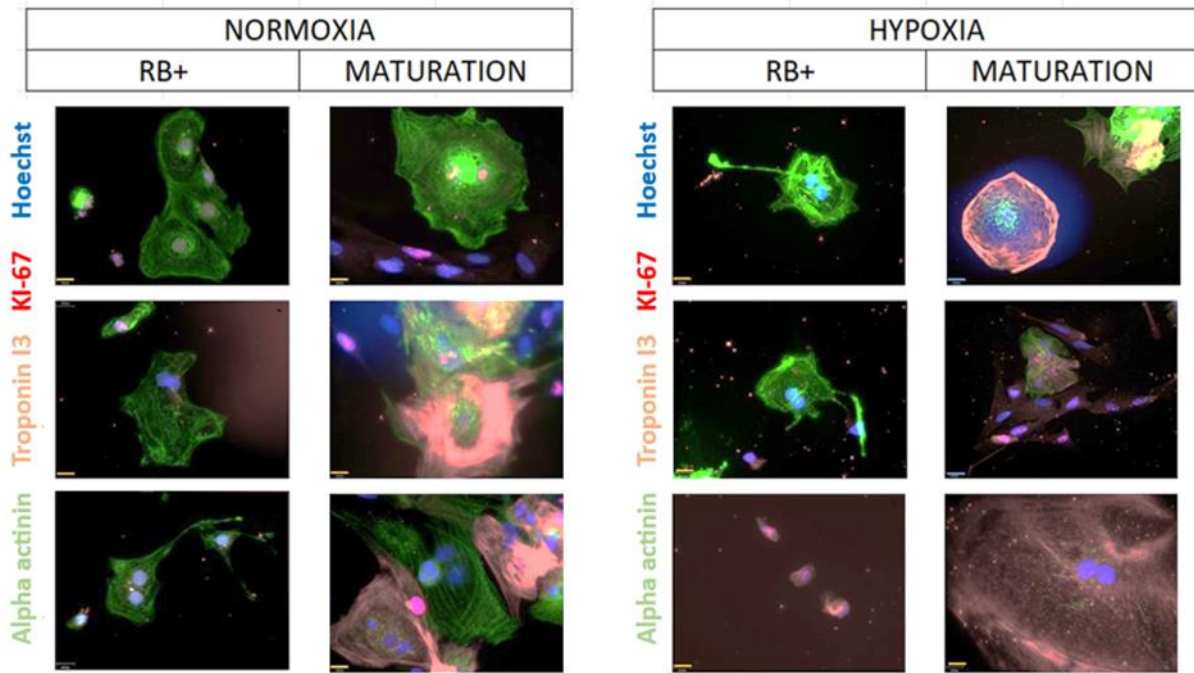 NORMOXIA
RB+ MATURATION
HYPOXIA
RB+ MATURATION
Hoechst
KI-67
Troponin I3
Alpha actinin
Hoechst
KI-67
Troponin I3
Alpha actinin